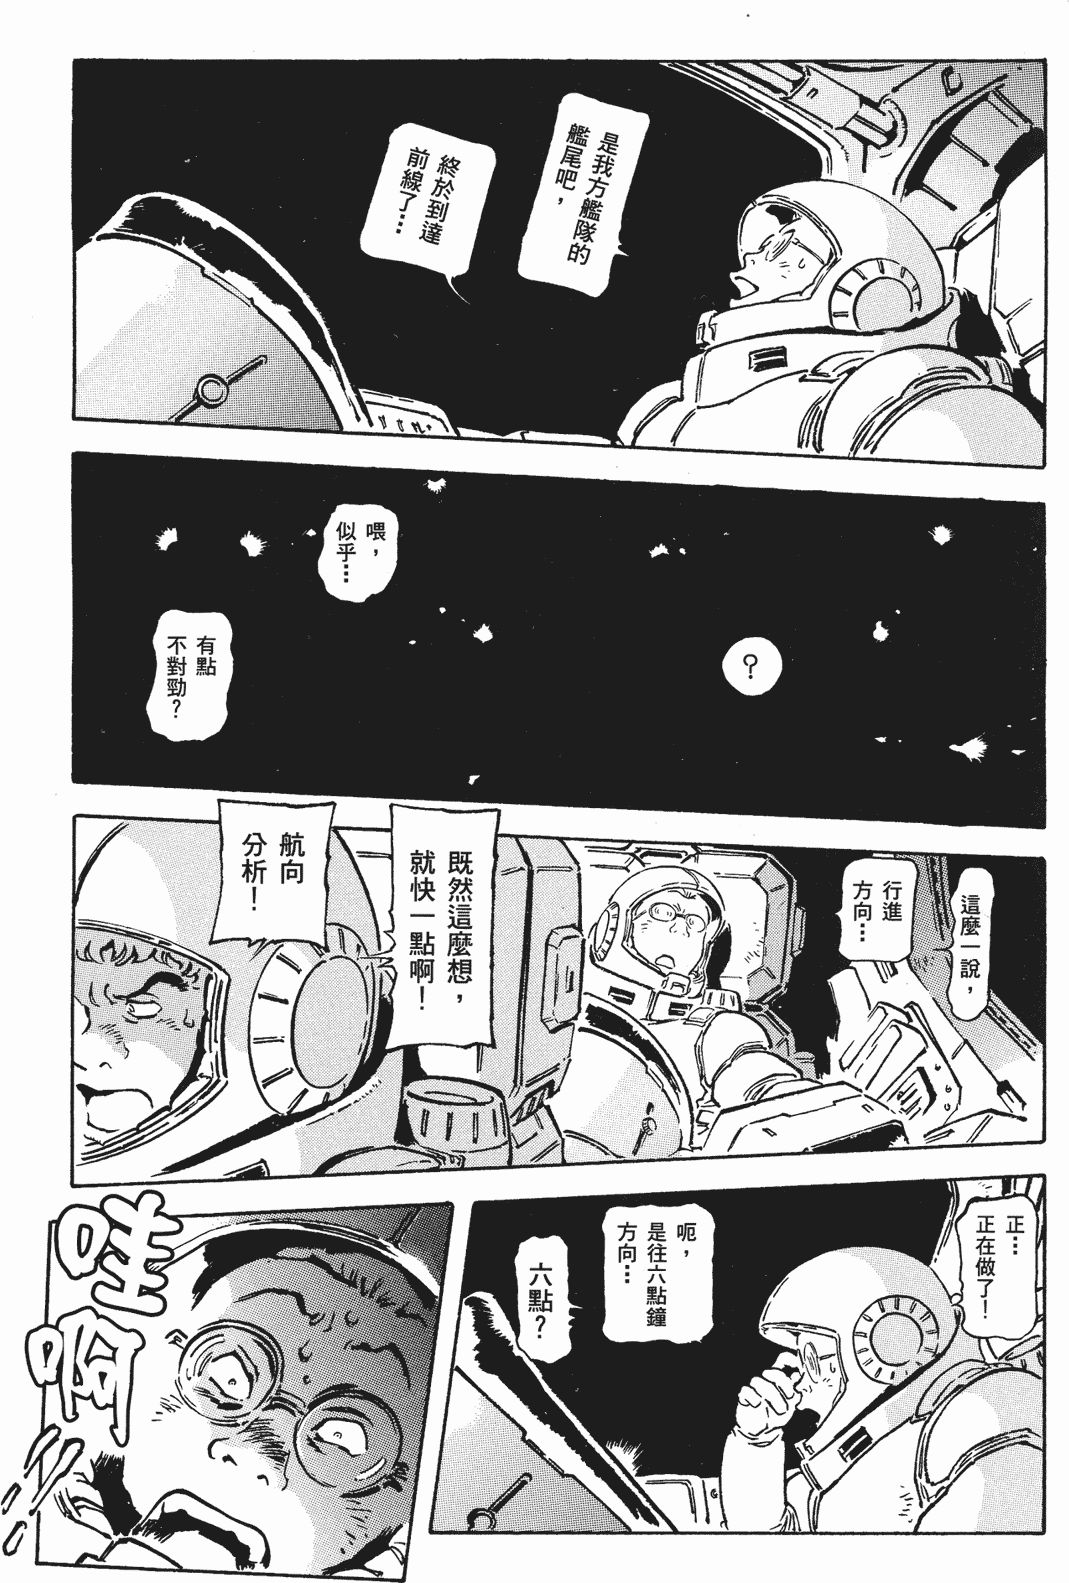 是我方艦隊的
艦尾吧，
終於到達
前線了…
？
喂，
似乎…
有點
不對勁？
這麼一說，
行進
方向…
既然這麼想，
就快一點啊！
航向
分析！
正…
正在做了！
呃，
是往六點鐘
方向…
六點？
哇啊